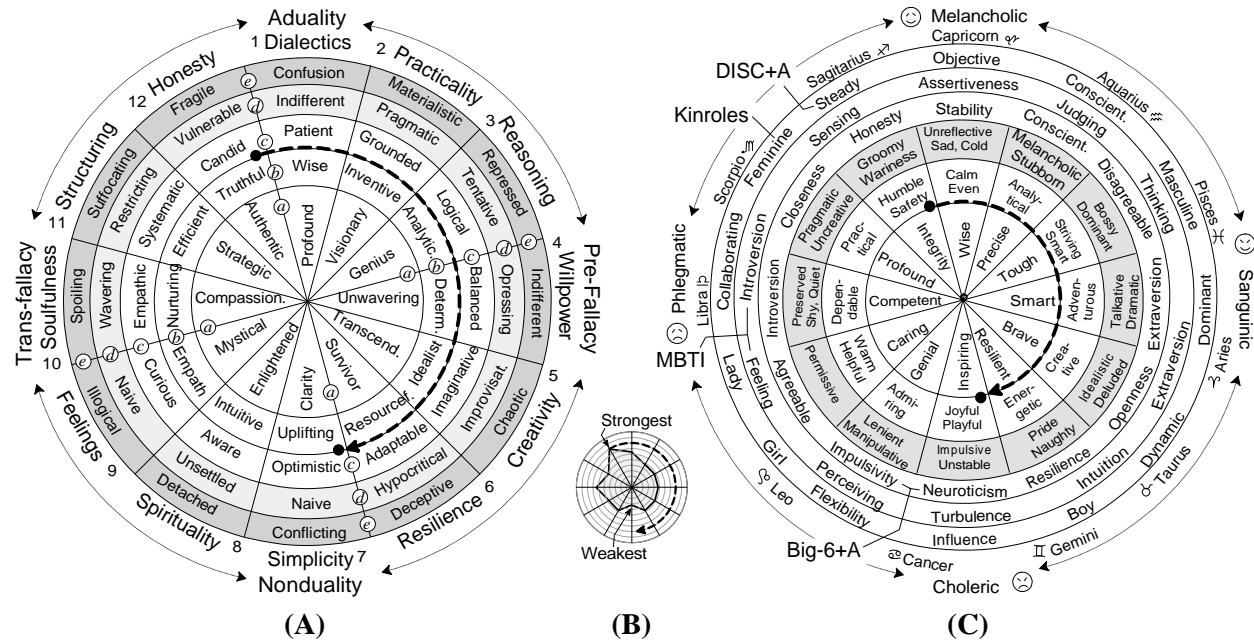 Aduality
Dialectics
Practicality
Reasoning
Pre-Fallacy
Willpower
Creativity
Resilience
Simplicity
Nonduality
Spirituality
Feelings
Trans-fallacy
Soulfulness
Structuring
Honesty
1
2
3
4
5
6
7
8
9
10
11
12
Confusion
Materialistic
Repressed
Indifferent
Chaotic
Deceptive
Conflicting
Detached
Illogical
Spoiling
Suffocating
Fragile
Indifferent
Pragmatic
Tentative
Opressing
Improvisat.
Hypocritical
Naive
Unsettled
Naive
Wavering
Restricting
Vulnerable
Patient
Grounded
Logical
Balanced
Imaginative
Adaptable
Optimistic
Aware
Curious
Empathic
Systematic
Candid
Wise
Inventive
Analytic.
Determ.
Idealist.
Resourcef.
Uplifting
Intuitive
Empath
Nurturing
Efficient
Truthful
Profound
Visionary
Genius
Unwavering
Transcend.
Survivor
Clarity
Enlightened
Mystical
Compassion.
Strategic
Authentic
e
d
c
b
a
a
b
c
d
e
a
c
d
e
a
b
c
d
e
(A)
Strongest
Weakest
(B)
Melancholic
Capricorn ♑
Aquarius ♒
Pisces ♓
Sanguinic
♈ Aries
♉ Taurus
♊ Gemini
♋ Cancer
Choleric
♌ Leo
Lady
Girl
Boy
Phlegmatic
Libra ♎
Scorpio ♏
Sagitarius ♐
DISC+A
Kinroles
MBTI
Big-6+A
Objective
Conscient.
Masculine
Dominant
Dynamic
Influence
Flexibility
Collaborating
Feminine
Steady
Assertiveness
Judging
Thinking
Extraversion
Intuition
Turbulence
Perceiving
Feeling
Introversion
Sensing
Stability
Conscient.
Disagreeable
Extraversion
Openness
Resilience
Neuroticism
Impulsivity
Agreeable
Introversion
Closeness
Honesty
Unreflective
Sad, Cold
Melancholic
Stubborn
Bossy
Dominant
Talkative
Dramatic
Idealistic
Deluded
Pride
Naughty
Impulsive
Unstable
Lenient
Manipulative
Permissive
Preserved
Shy, Quiet
Pragmatic
Uncreative
Groomy
Wariness
Calm
Even
Analy-
tical
Striving
Smart
Adven-
turous
Crea-
tive
Ener-
getic
Joyful
Playful
Admi-
ring
Warm
Helpful
Depen-
dable
Prac-
tical
Humble
Safety
Wise
Precise
Tough
Smart
Brave
Resilient
Inspiring
Genial
Caring
Competent
Profound
Integrity
(C)